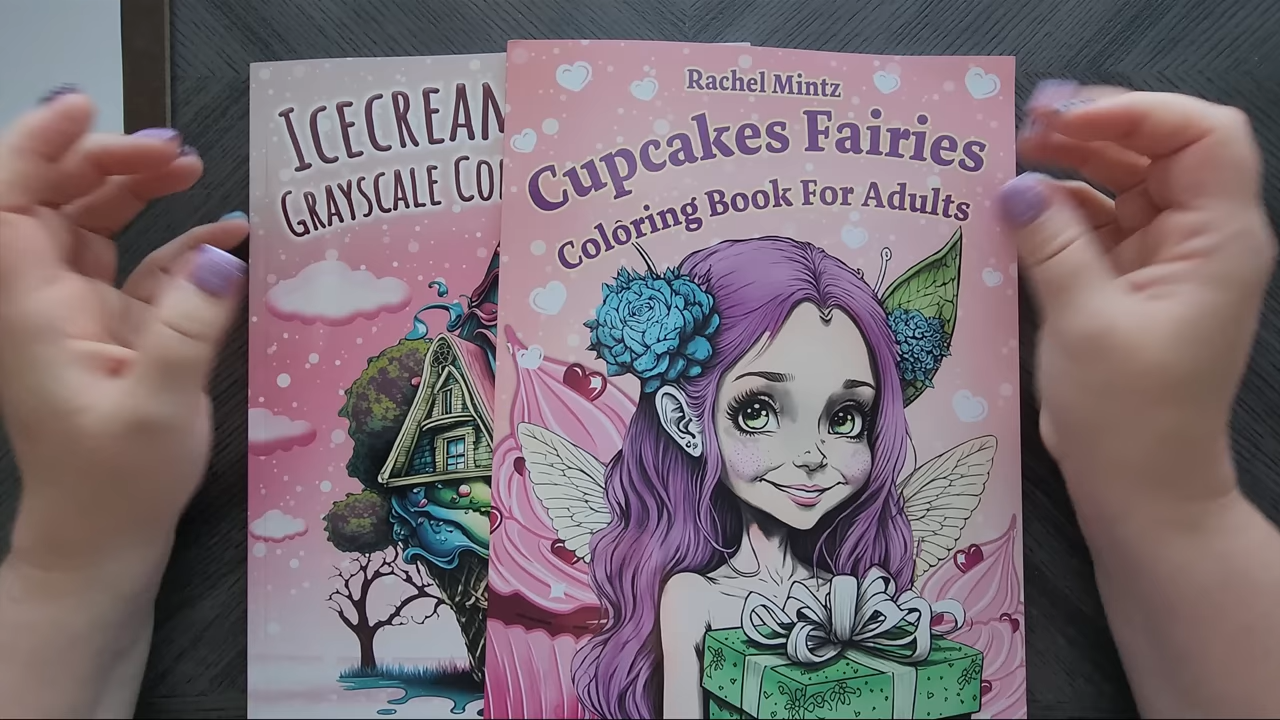 ICECREAM
GRAYSCALE CO
Rachel Mintz
Cupcakes Fairies
Coloring Book For Adults